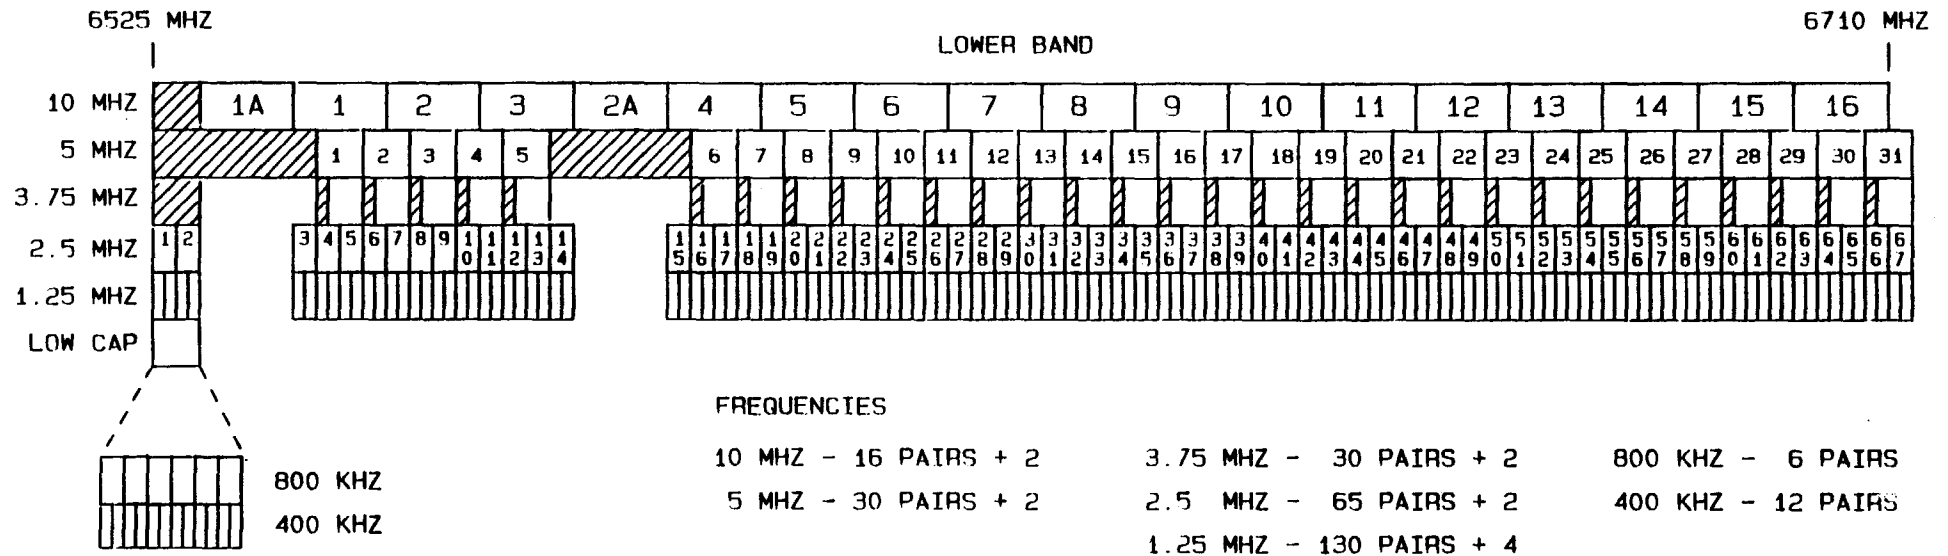 6525 MHZ
6710 MHZ
LOWER BAND
10 MHZ 1A 1 2 3 2A 4 5 6 7 8 9 10 11 12 13 14 15 16
5 MHZ 1 2 3 4 5 6 7 8 9 10 11 12 13 14 15 16 17 18 19 20 21 22 23 24 25 26 27 28 29 30 31
3.75 MHZ
2.5 MHZ 1 2 3 4 5 6 7 8 9 10 11 12 13 14 15 16 17 18 19 20 21 22 23 24 25 26 27 28 29 30 31 32 33 34 35 36 37 38 39 40 41 42 43 44 45 46 47 48 49 50 51 52 53 54 55 56 57 58 59 60 61 62 63 64 65 66 67
1.25 MHZ
LOW CAP
800 KHZ
400 KHZ
FREQUENCIES
10 MHZ - 16 PAIRS + 2 3.75 MHZ - 30 PAIRS + 2 800 KHZ - 6 PAIRS
5 MHZ - 30 PAIRS + 2 2.5 MHZ - 65 PAIRS + 2 400 KHZ - 12 PAIRS
1.25 MHZ - 130 PAIRS + 4